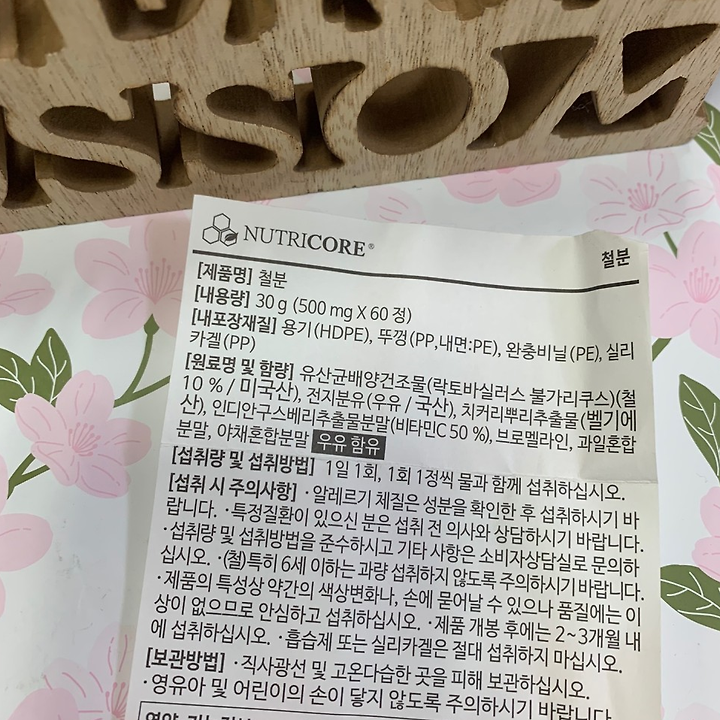 ISSION
NUTRICORE®
철분
[제품명] 철분
[내용량] 30 g (500 mg X 60 정)
[내포장재질] 용기(HDPE), 뚜껑(PP,내면:PE), 완충비닐(PE), 실리
카겔(PP)
[원료명 및 함량] 유산균배양건조물(락토바실러스 불가리쿠스)(철
10 % / 미국산), 전지분유(우유 / 국산), 치커리뿌리추출물(벨기에
산), 인디안구스베리추출물분말(비타민C 50 %), 브로멜라인, 과일혼합
분말, 야채혼합분말 우유 함유
[섭취량 및 섭취방법] 1일 1회, 1회 1정씩 물과 함께 섭취하십시오.
[섭취 시 주의사항] · 알레르기 체질은 성분을 확인한 후 섭취하시기 바
랍니다. ·특정질환이 있으신 분은 섭취 전 의사와 상담하시기 바랍니다.
·섭취량 및 섭취방법을 준수하시고 기타 사항은 소비자상담실로 문의하
십시오. ·(철)특히 6세 이하는 과량 섭취하지 않도록 주의하시기 바랍니다.
·제품의 특성상 약간의 색상변화나, 손에 묻어날 수 있으나 품질에는 이
상이 없으므로 안심하고 섭취하십시오. ·제품 개봉 후에는 2~3개월 내
에 섭취하십시오. ·흡습제 또는 실리카겔은 절대 섭취하지 마십시오.
[보관방법] ·직사광선 및 고온다습한 곳을 피해 보관하십시오.
·영유아 및 어린이의 손이 닿지 않도록 주의하시기 바랍니다.